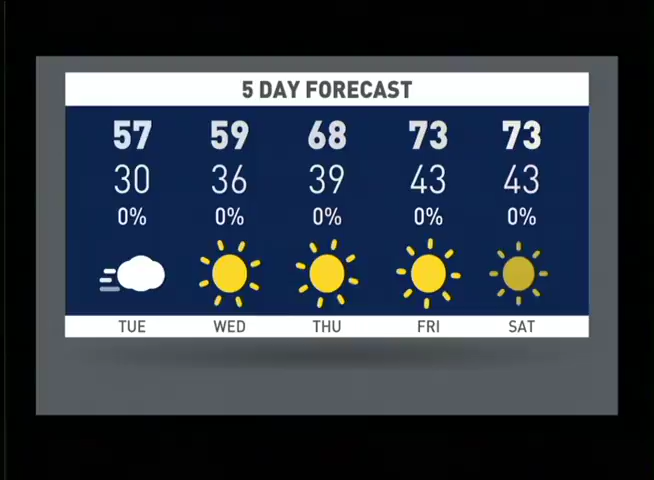 5 DAY FORECAST
57 59 68 73 73
30 36 39 43 43
0% 0% 0% 0% 0%
TUE WED THU FRI SAT